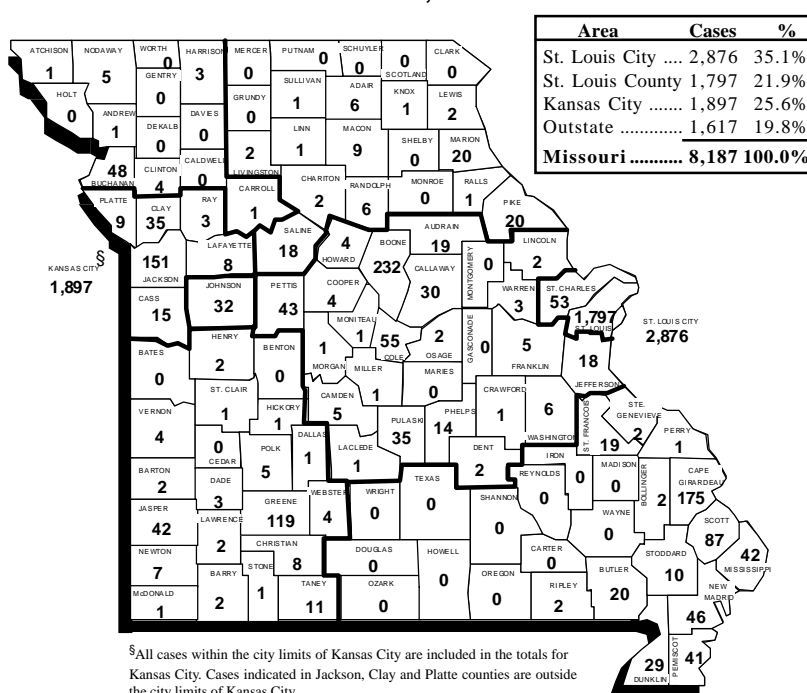 Area Cases %
St. Louis City .... 2,876 35.1%
St. Louis County 1,797 21.9%
Kansas City ....... 1,897 25.6%
Outstate ............. 1,617 19.8%
Missouri ........... 8,187 100.0%
ATCHISON
1
NODAWAY
5
WORTH
0
HARRISON
3
MERCER
0
PUTNAM
0
SCHUYLER
0
SCOTLAND
0
CLARK
0
HOLT
0
GENTRY
0
GRUNDY
0
SULLIVAN
1
ADAIR
6
KNOX
1
LEWIS
2
ANDREW
1
DEKALB
0
DAVIES
0
LINN
1
MACON
9
SHELBY
0
MARION
20
48
BUCHANAN
CLINTON
4
CALDWELL
0
2
LIVINGSTON
CHARITON
2
RANDOLPH
6
MONROE
0
RALLS
1
PIKE
20
PLATTE
9
CLAY
35
RAY
3
CARROLL
1
SALINE
18
4
HOWARD
BOONE
232
AUDRAIN
19
MONTGOMERY
0
LINCOLN
2
KANSAS CITY§
1,897
151
JACKSON
LAFAYETTE
8
COOPER
4
CALLAWAY
30
WARREN
3
ST. CHARLES
53
1,797
ST. LOUIS
ST. LOUIS CITY
2,876
CASS
15
JOHNSON
32
PETTIS
43
MONITEAU
1
55
COLE
2
OSAGE
GASCONADE
0
5
FRANKLIN
18
JEFFERSON
BATES
0
HENRY
2
BENTON
0
1
MORGAN
MILLER
1
MARIES
0
CRAWFORD
1
6
WASHINGTON
ST. FRANCOIS
19
STE.
GENEVIEVE
2
PERRY
1
VERNON
4
ST. CLAIR
1
HICKORY
1
CAMDEN
5
PULASKI
35
PHELPS
14
DENT
2
IRON
0
MADISON
0
BOLLINGER
2
CAPE
GIRARDEAU
175
BARTON
2
0
CEDAR
POLK
5
DALLAS
1
LACLEDE
1
TEXAS
0
REYNOLDS
0
JASPER
42
DADE
3
GREENE
119
WEBSTER
4
WRIGHT
0
SHANNON
0
WAYNE
0
SCOTT
87
42
MISSISSIPPI
NEWTON
7
LAWRENCE
2
CHRISTIAN
8
DOUGLAS
0
HOWELL
0
CARTER
0
BUTLER
20
STODDARD
10
NEW
MADRID
46
McDONALD
1
BARRY
2
STONE
1
TANEY
11
OZARK
0
OREGON
0
RIPLEY
2
29
DUNKLIN
PEMISCOT
41
§All cases within the city limits of Kansas City are included in the totals for
Kansas City. Cases indicated in Jackson, Clay and Platte counties are outside
the city limits of Kansas City.